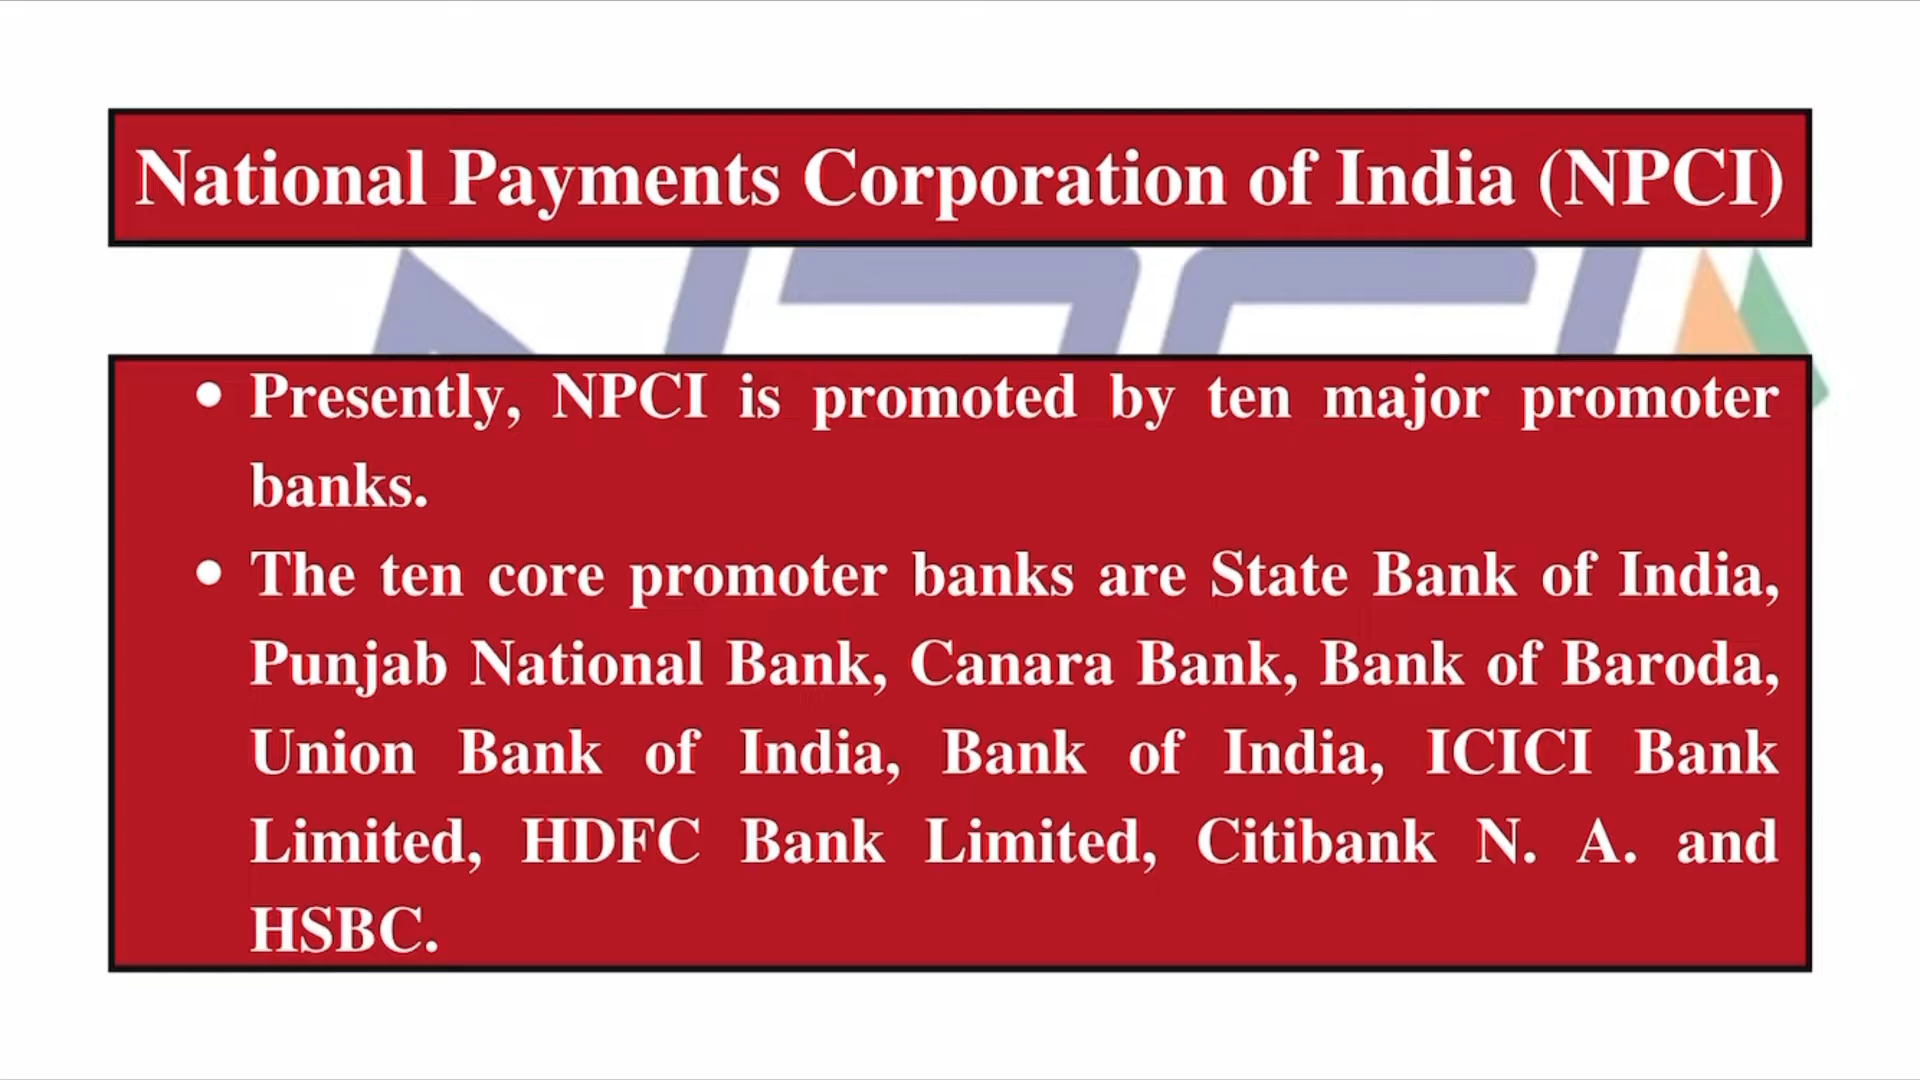 National Payments Corporation of India (NPCI)
• Presently, NPCI is promoted by ten major promoter
banks.
• The ten core promoter banks are State Bank of India,
Punjab National Bank, Canara Bank, Bank of Baroda,
Union Bank of India, Bank of India, ICICI Bank
Limited, HDFC Bank Limited, Citibank N. A. and
HSBC.